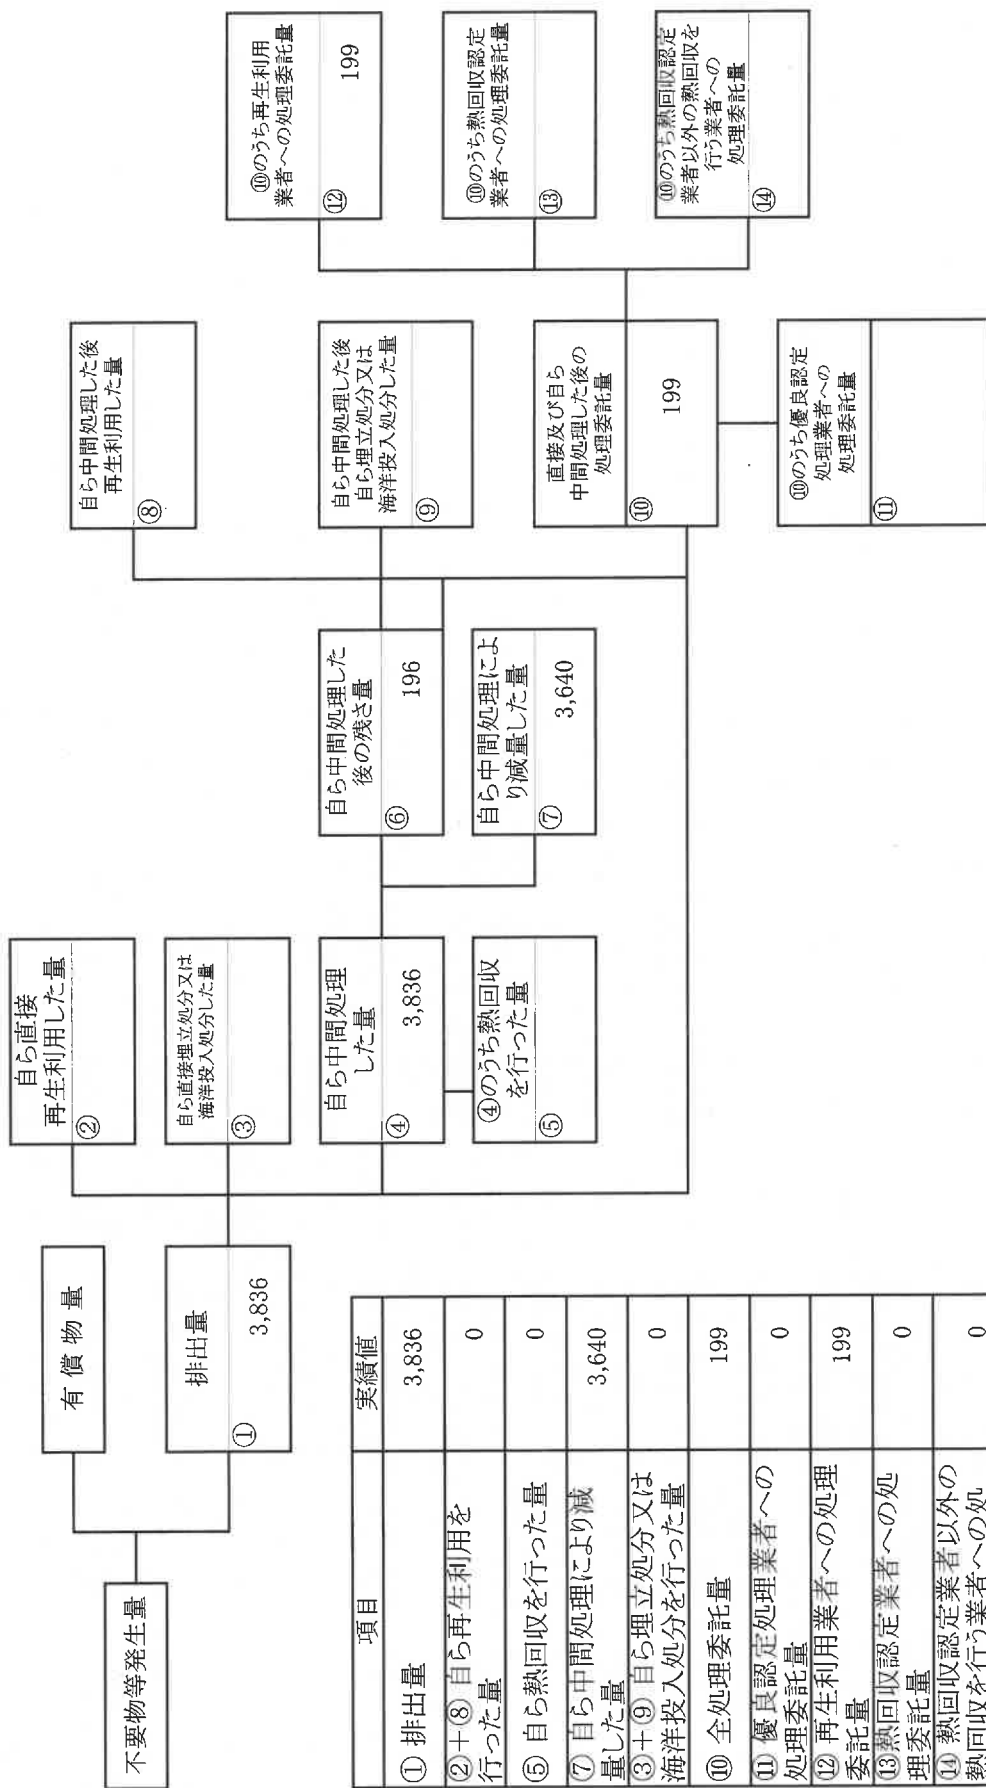 不要物等発生量
有償物量
排出量
①
3,836
自ら直接
再生利用した量
②
自ら直接埋立処分又は
海洋投入処分した量
③
自ら中間処理
した量
④
3,836
④のうち熱回収
を行った量
⑤
自ら中間処理した
後の残さ量
⑥
196
自ら中間処理によ
り減量した量
⑦
3,640
自ら中間処理した後
再生利用した量
⑧
自ら中間処理した後
自ら埋立処分又は
海洋投入処分した量
⑨
直接及び自ら
中間処理した後の
処理委託量
⑩
199
⑩のうち優良認定
処理業者への
処理委託量
⑪
⑩のうち再生利用
業者への処理委託量
⑫
199
⑩のうち熱回収認定
業者への処理委託量
⑬
⑩のうち熱回収認定
業者以外の熱回収を
行う業者への
処理委託量
⑭
項目 実績値
① 排出量 3,836
②+⑧ 自ら再生利用を
行った量 0
⑤ 自ら熱回収を行った量 0
⑦ 自ら中間処理により減
量した量 3,640
③+⑨ 自ら埋立処分又は
海洋投入処分を行った量 0
⑩ 全処理委託量 199
⑪ 優良認定処理業者への
処理委託量 0
⑫ 再生利用業者への処理
委託量 199
⑬ 熱回収認定業者への処
理委託量 0
⑭ 熱回収認定業者以外の
熱回収を行う業者への処 0